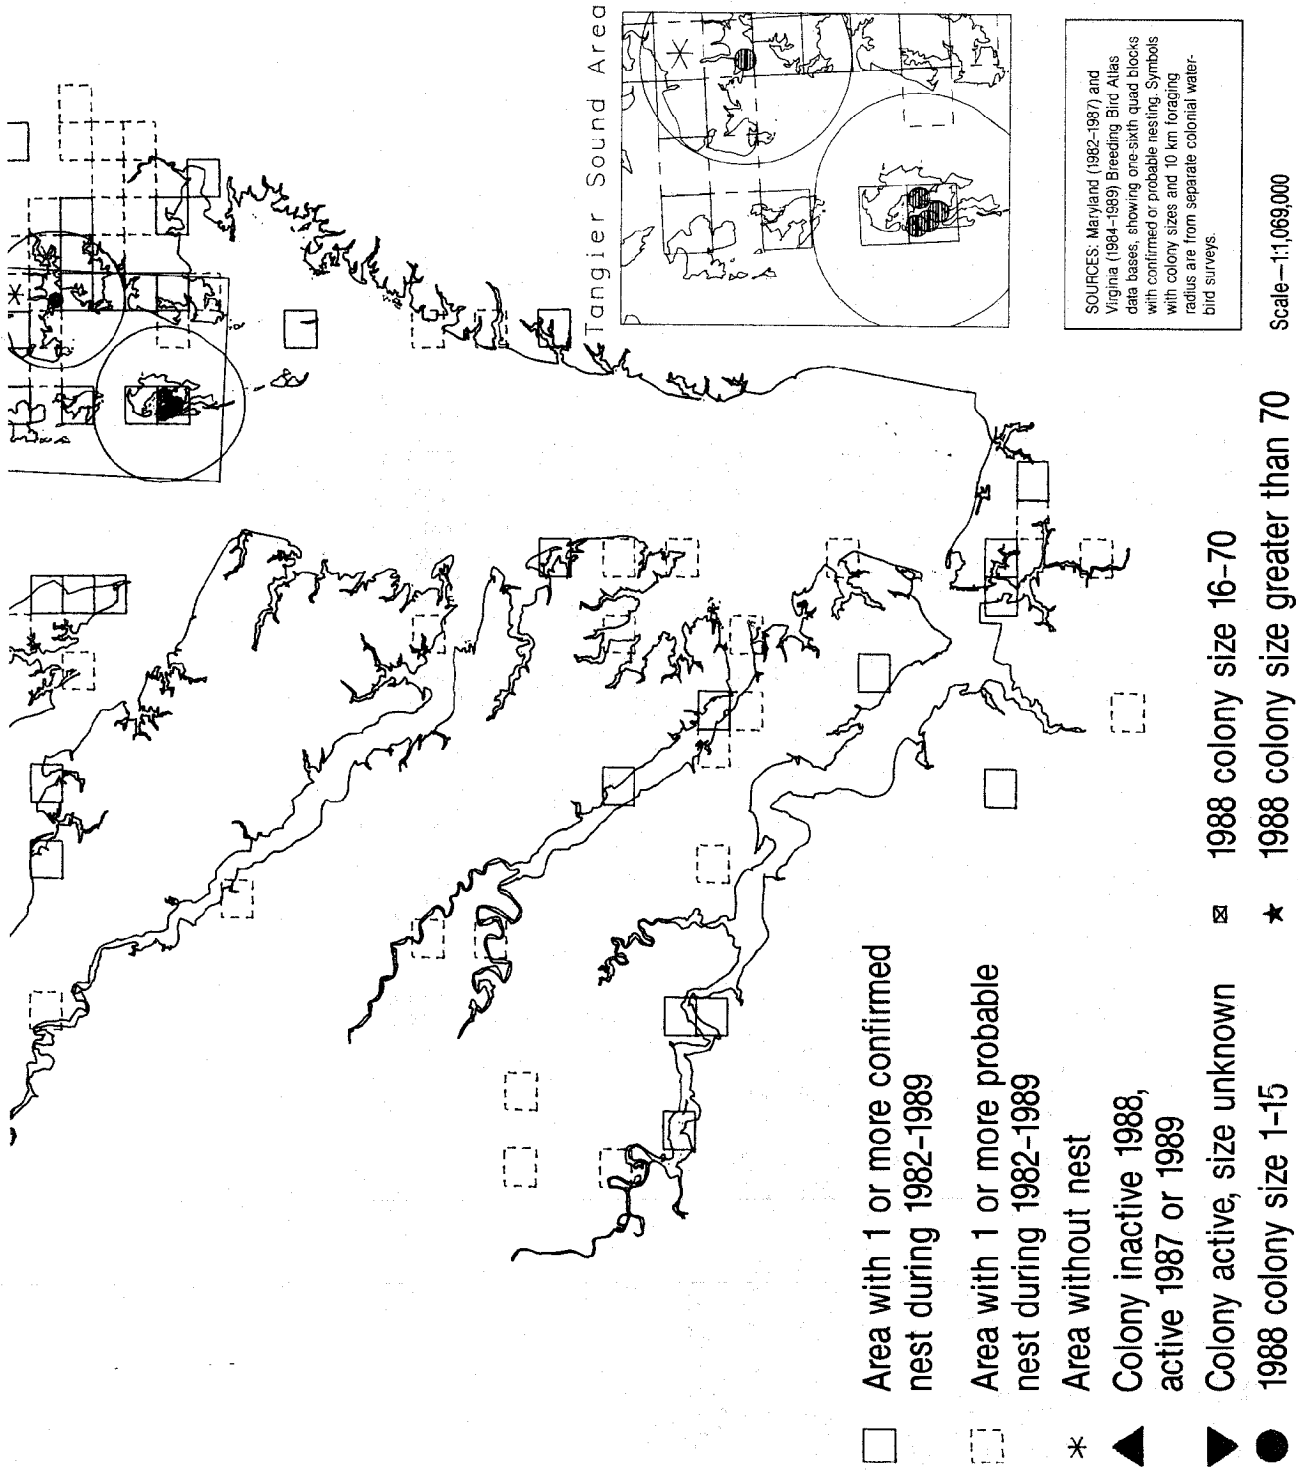 Tangier Sound Area
SOURCES: Maryland (1982-1987) and
Virginia (1984-1989) Breeding Bird Atlas
data bases, showing one-sixth quad blocks
with confirmed or probable nesting. Symbols
with colony sizes and 10 km foraging
radius are from separate colonial water-
bird surveys.
Scale—1:1,069,000
Area with 1 or more confirmed
nest during 1982-1989
Area with 1 or more probable
nest during 1982-1989
Area without nest
Colony inactive 1988,
active 1987 or 1989
Colony active, size unknown
1988 colony size 1-15
1988 colony size 16-70
1988 colony size greater than 70